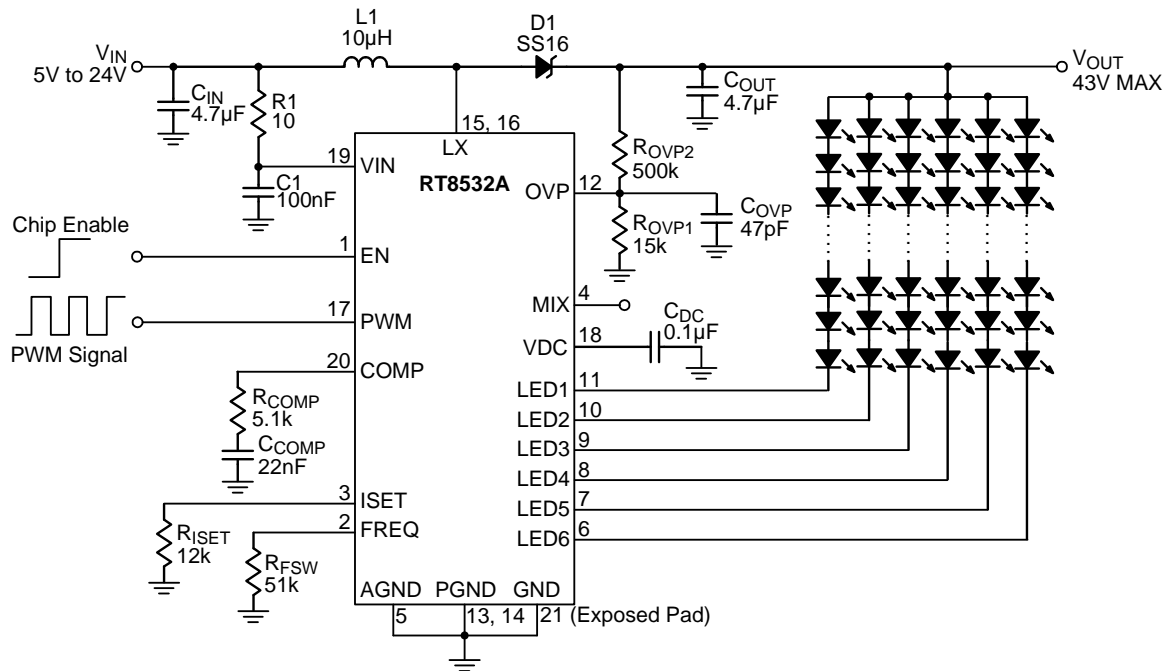 L1
10µH
D1
SS16
VIN
5V to 24V
VOUT
43V MAX
CIN
4.7µF
R1
10
COUT
4.7µF
15, 16
LX
RT8532A
19
VIN
C1
100nF
ROVP2
500k
12
OVP
COVP
47pF
ROVP1
15k
Chip Enable
1
EN
4
MIX
17
PWM
PWM Signal
CDC
0.1µF
18
VDC
20
COMP
RCOMP
5.1k
CCOMP
22nF
LED1
11
LED2
10
LED3
9
LED4
8
LED5
7
LED6
6
3
ISET
2
FREQ
RISET
12k
RFSW
51k
AGND
PGND
GND
5
13, 14
21 (Exposed Pad)